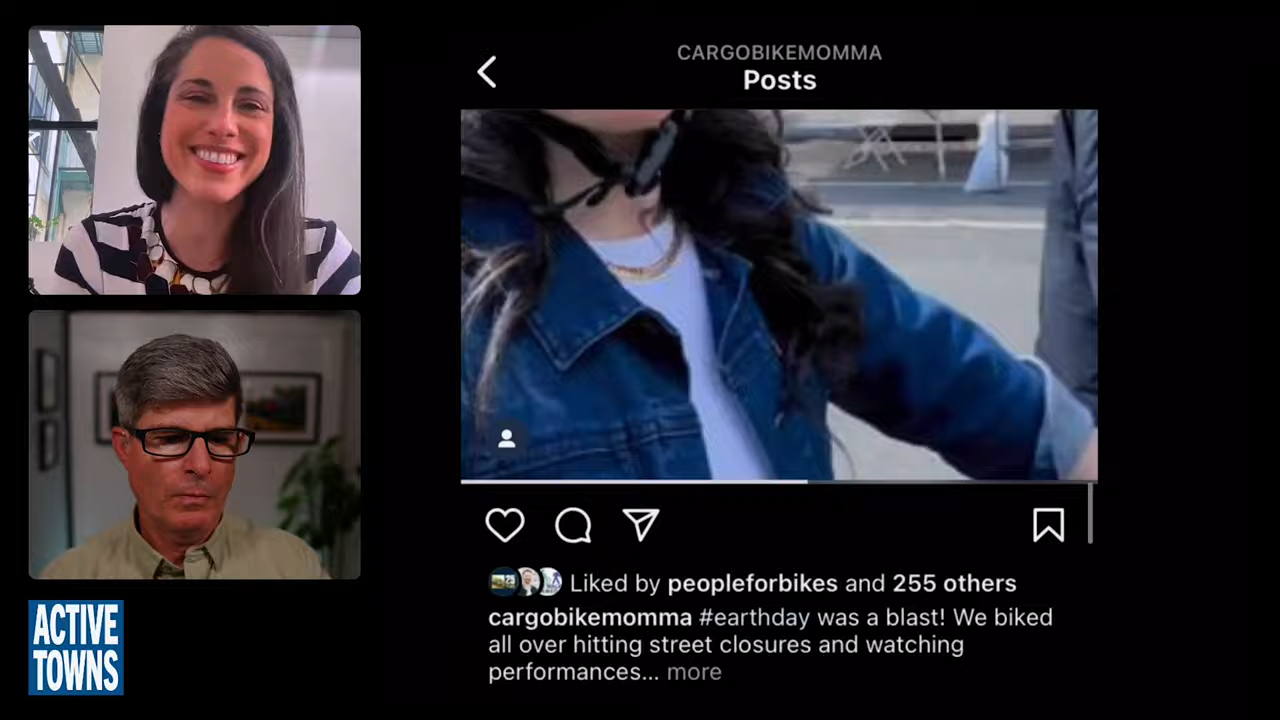 CARGOBIKEMOMMA
Posts
Liked by peopleforbikes and 255 others
cargobikemomma #earthday was a blast! We biked
all over hitting street closures and watching
performances... more
ACTIVE
TOWNS